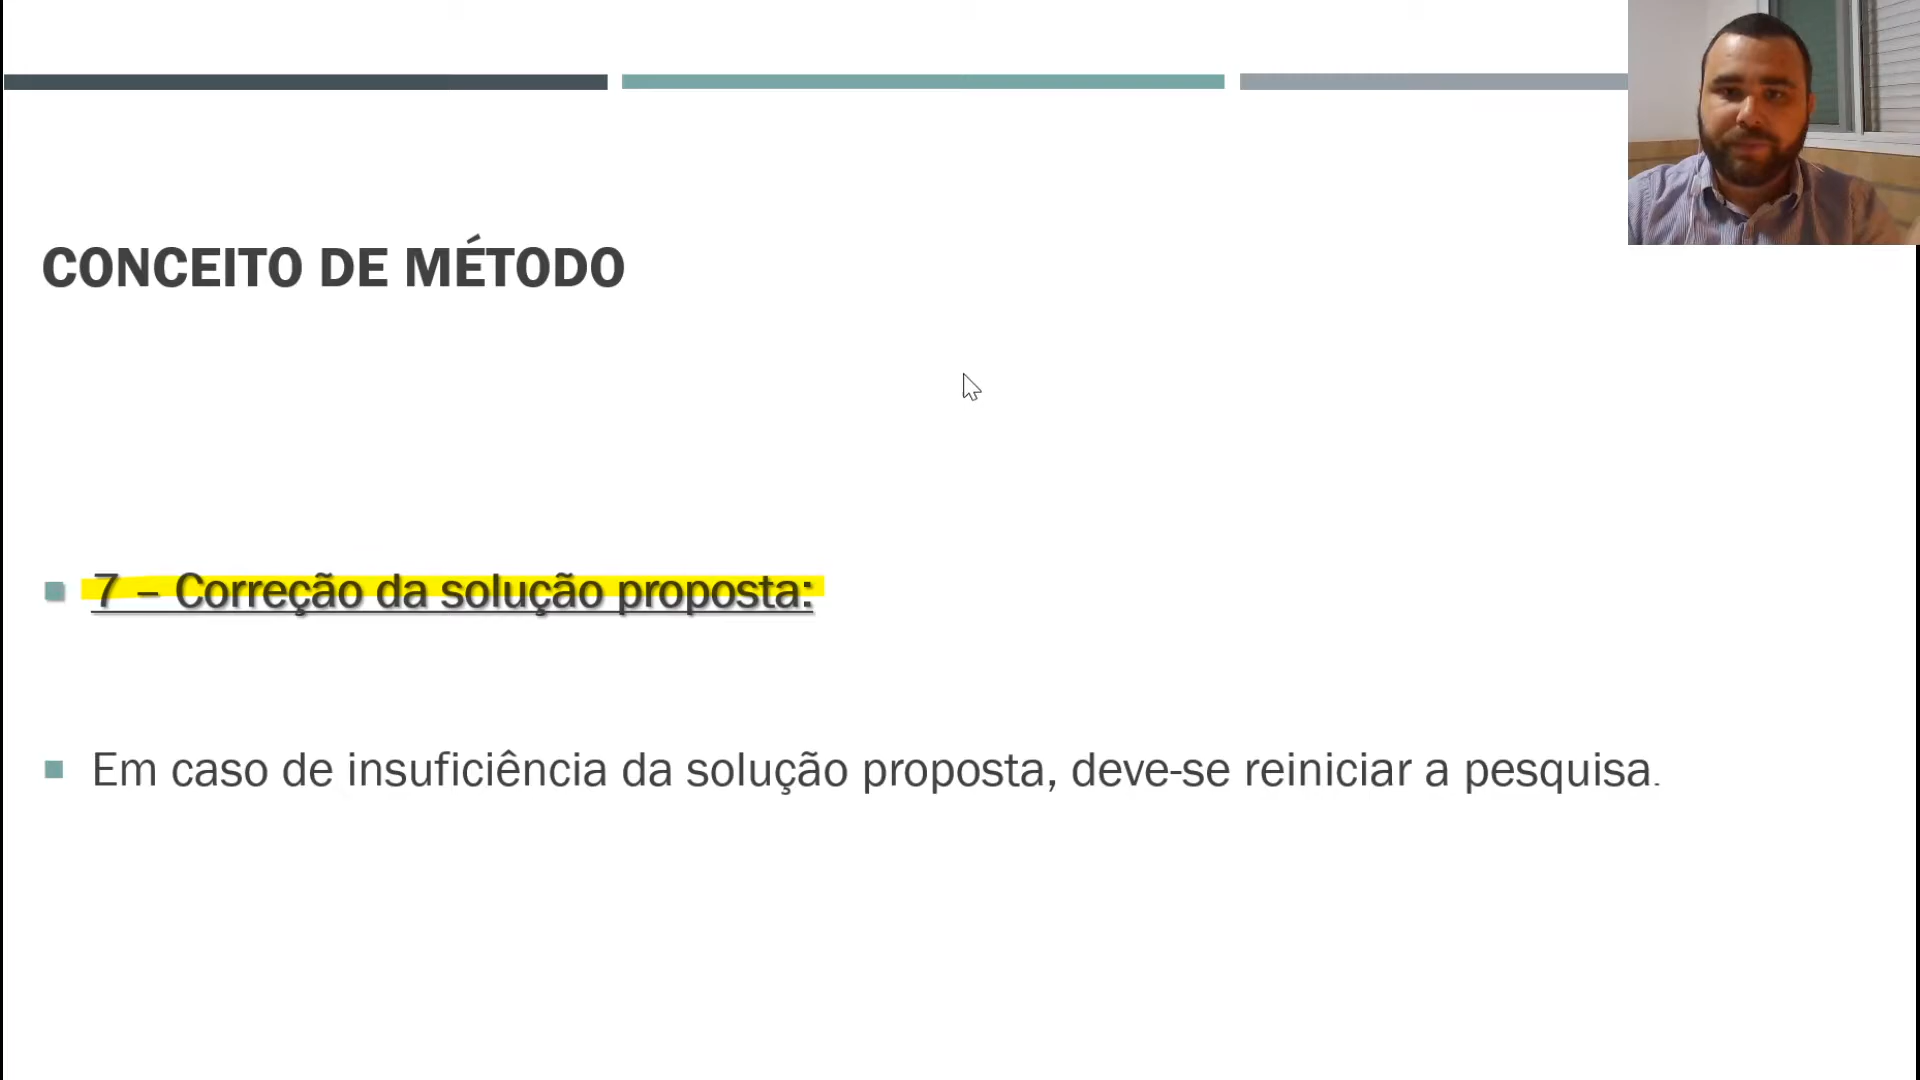 CONCEITO DE MÉTODO
7 – Correção da solução proposta:
Em caso de insuficiência da solução proposta, deve-se reiniciar a pesquisa.